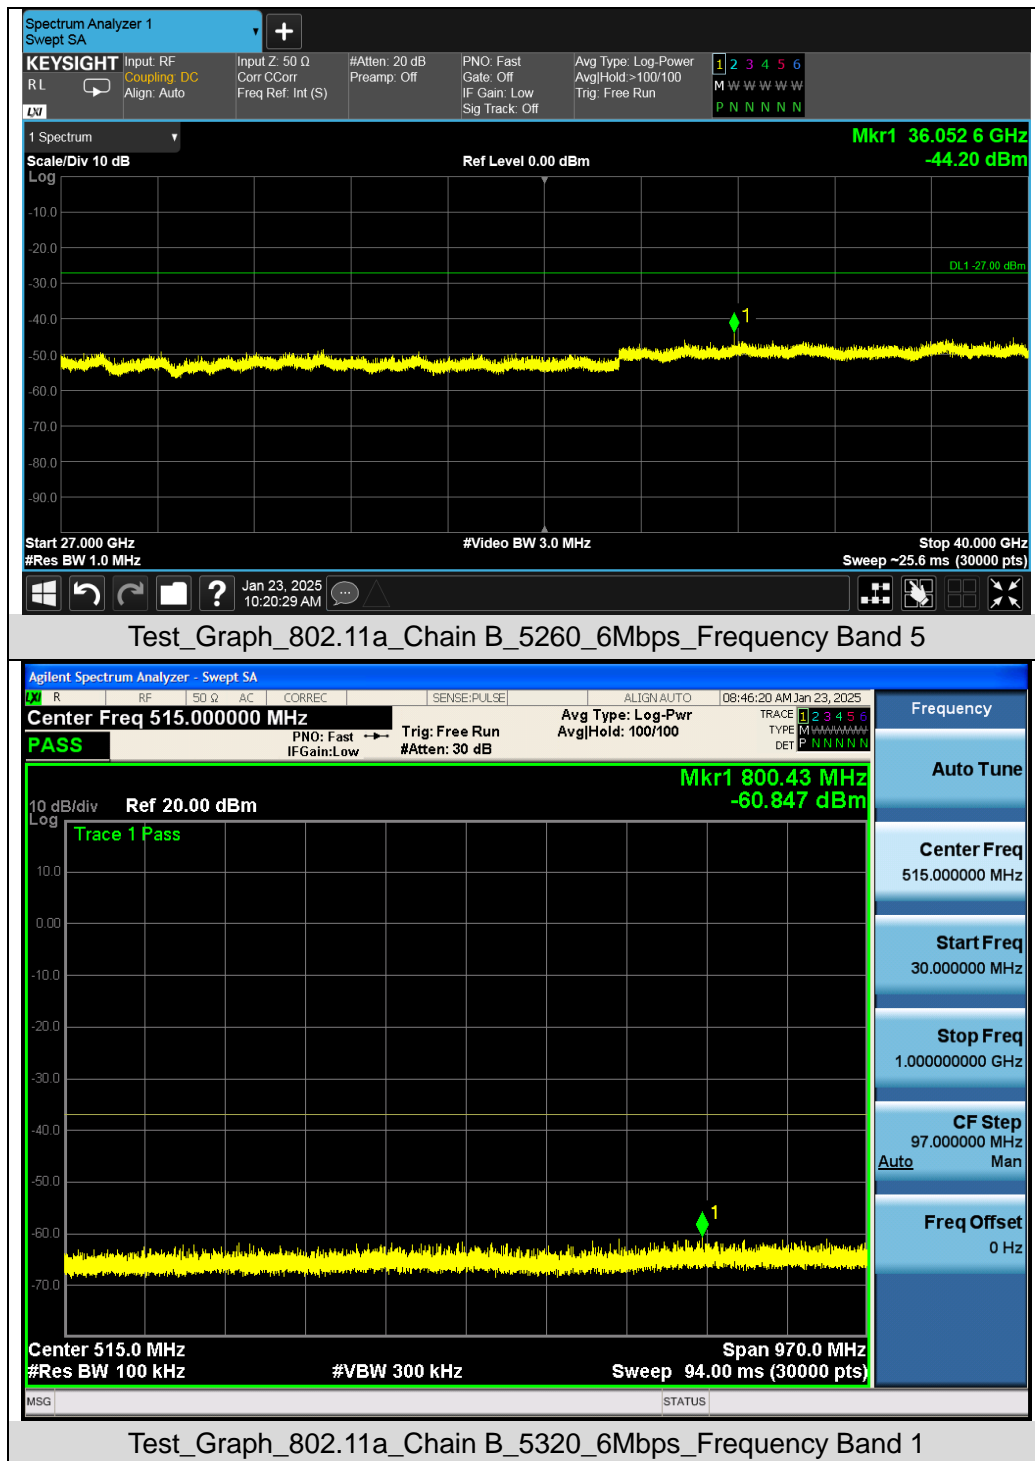 Spectrum Analyzer 1
Swept SA
+
KEYSIGHT
R L
LXI
Input: RF
Coupling: DC
Align: Auto
Input Z: 50 Ω
Corr CCorr
Freq Ref: Int (S)
#Atten: 20 dB
Preamp: Off
PNO: Fast
Gate: Off
IF Gain: Low
Sig Track: Off
Avg Type: Log-Power
Avg|Hold:>100/100
Trig: Free Run
1 2 3 4 5 6
M W W W W W
P N N N N N
1 Spectrum
Mkr1 36.052 6 GHz
Scale/Div 10 dB
Ref Level 0.00 dBm
-44.20 dBm
Log
-10.0
-20.0
DL1 -27.00 dBm
-30.0
-40.0
1
-50.0
-60.0
-70.0
-80.0
-90.0
Start 27.000 GHz
#Video BW 3.0 MHz
Stop 40.000 GHz
#Res BW 1.0 MHz
Sweep ~25.6 ms (30000 pts)
?
Jan 23, 2025
10:20:29 AM
Test_Graph_802.11a_Chain B_5260_6Mbps_Frequency Band 5
Agilent Spectrum Analyzer - Swept SA
LXI R RF 50 Ω AC CORREC SENSE:PULSE ALIGN AUTO 08:46:20 AM Jan 23, 2025
Center Freq 515.000000 MHz
PASS
PNO: Fast
IFGain:Low
Trig: Free Run
#Atten: 30 dB
Avg Type: Log-Pwr
Avg|Hold: 100/100
TRACE 1 2 3 4 5 6
TYPE M W W W W W
DET P N N N N N
Frequency
Auto Tune
Mkr1 800.43 MHz
-60.847 dBm
10 dB/div Ref 20.00 dBm
Log
Trace 1 Pass
10.0
0.00
-10.0
-20.0
-30.0
-40.0
-50.0
1
-60.0
-70.0
Center Freq
515.000000 MHz
Start Freq
30.000000 MHz
Stop Freq
1.000000000 GHz
CF Step
97.000000 MHz
Auto Man
Freq Offset
0 Hz
Center 515.0 MHz
Span 970.0 MHz
#Res BW 100 kHz
#VBW 300 kHz
Sweep 94.00 ms (30000 pts)
MSG
STATUS
Test_Graph_802.11a_Chain B_5320_6Mbps_Frequency Band 1